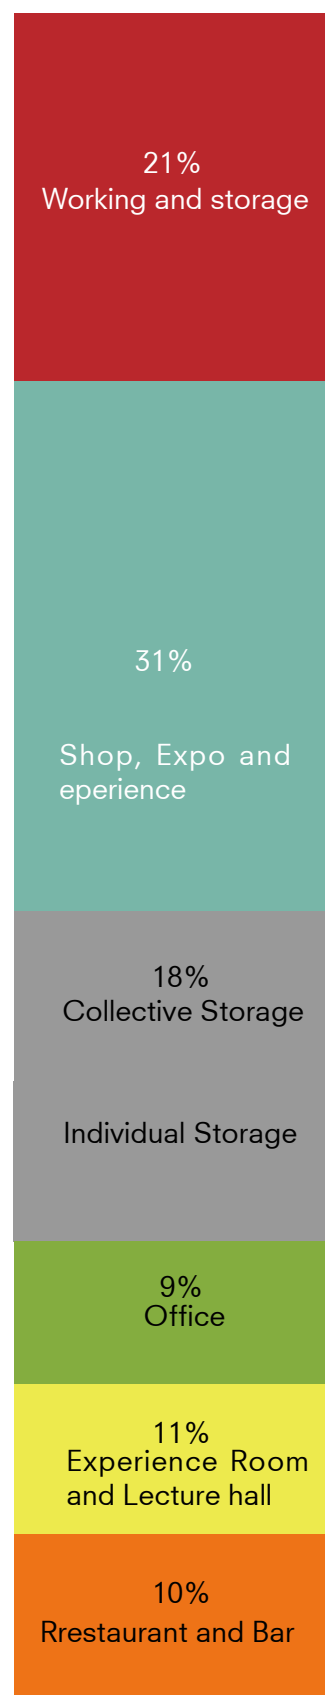 21%
Working and storage
31%
Shop, Expo and
eperience
18%
Collective Storage
Individual Storage
9%
Office
11%
Experience Room
and Lecture hall
10%
Rrestaurant and Bar